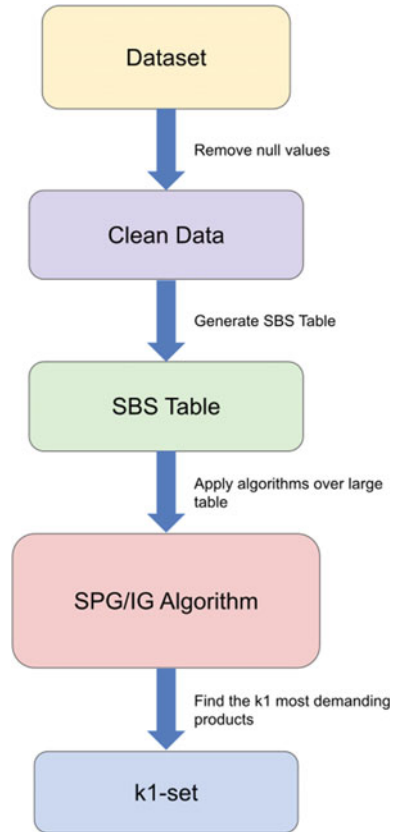 Dataset
Remove null values
Clean Data
Generate SBS Table
SBS Table
Apply algorithms over large
table
SPG/IG Algorithm
Find the k1 most demanding
products
k1-set